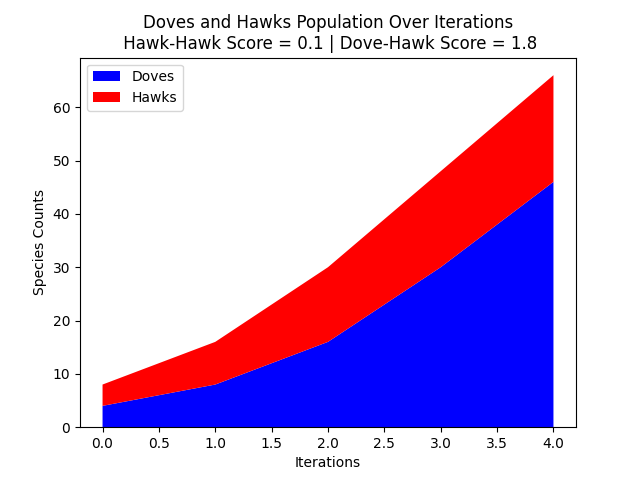 Doves and Hawks Population Over Iterations
Hawk-Hawk Score = 0.1 | Dove-Hawk Score = 1.8
Doves
Hawks
Species Counts
60
50
40
30
20
10
0
0.0 0.5 1.0 1.5 2.0 2.5 3.0 3.5 4.0
Iterations